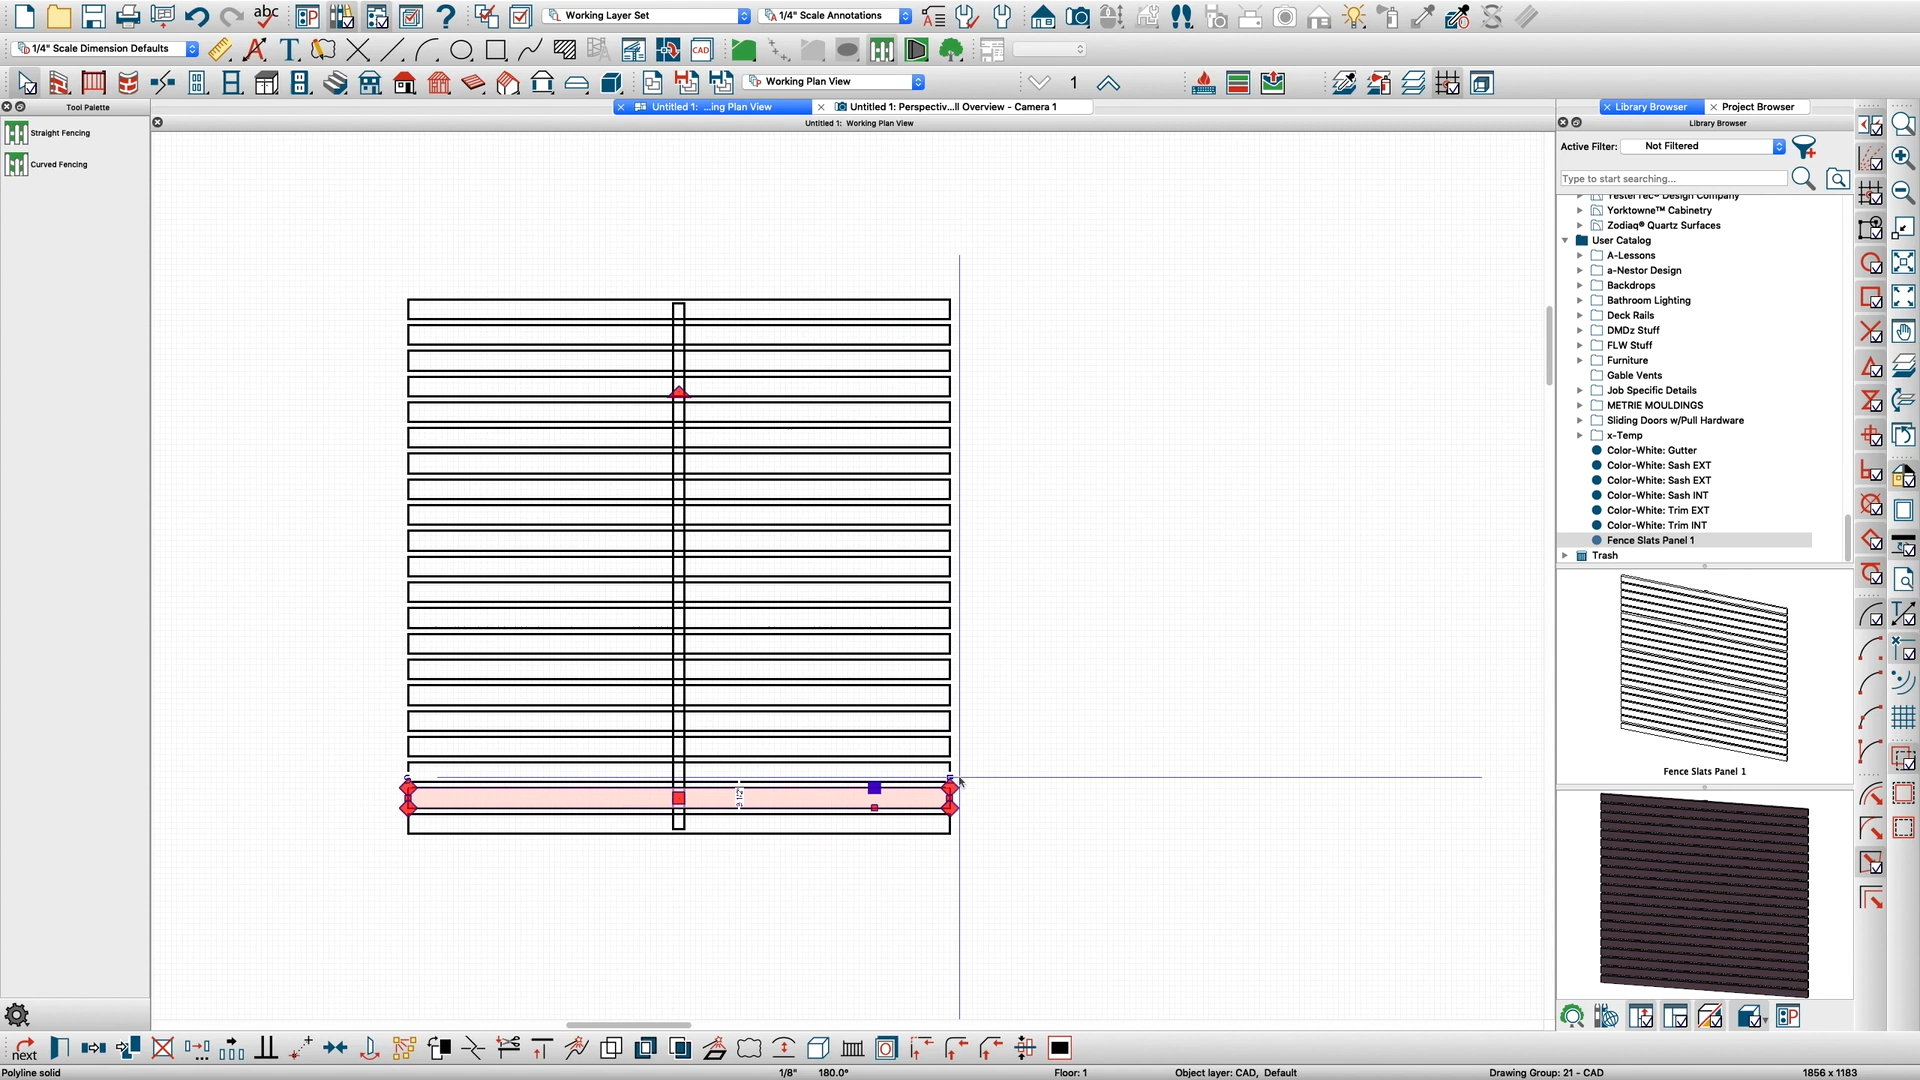 abc
Working Layer Set
1/4" Scale Annotations
1/4" Scale Dimension Defaults
CAD
Working Plan View
1
Tool Palette
Untitled 1: ...ing Plan View
Untitled 1: Perspectiv...ll Overview - Camera 1
Library Browser
Project Browser
Untitled 1: Working Plan View
Library Browser
Straight Fencing
Curved Fencing
Active Filter:
Not Filtered
Type to start searching...
YesterTec® Design Company
Yorktowne™ Cabinetry
Zodiaq® Quartz Surfaces
User Catalog
A-Lessons
a-Nestor Design
Backdrops
Bathroom Lighting
Deck Rails
DMDz Stuff
FLW Stuff
Furniture
Gable Vents
Job Specific Details
METRIE MOULDINGS
Sliding Doors w/Pull Hardware
x-Temp
Color-White: Gutter
Color-White: Sash EXT
Color-White: Sash EXT
Color-White: Sash INT
Color-White: Trim EXT
Color-White: Trim INT
Fence Slats Panel 1
Trash
Fence Slats Panel 1
next
Polyline solid
1/8"
180.0°
Floor: 1
Object layer: CAD, Default
Drawing Group: 21 - CAD
1856 x 1183